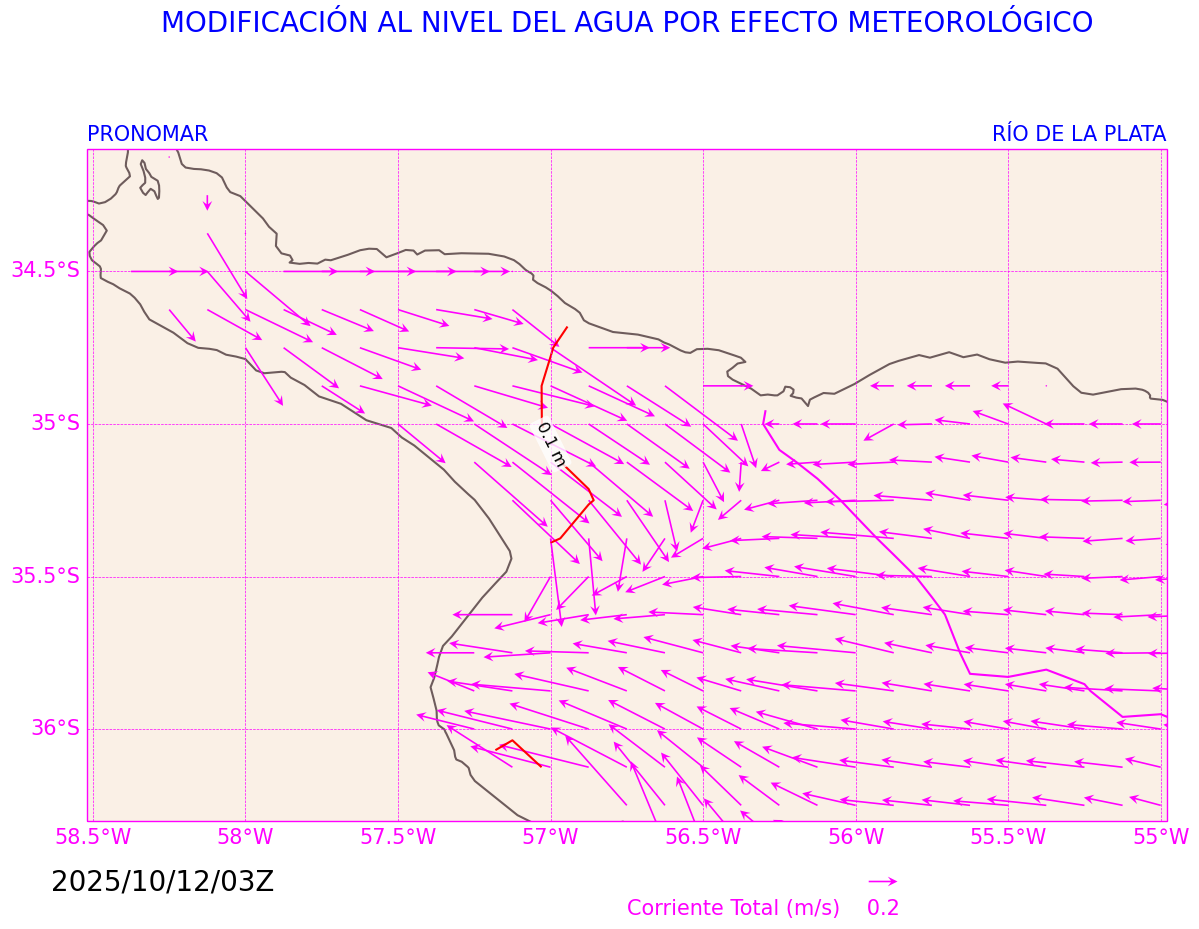 MODIFICACIÓN AL NIVEL DEL AGUA POR EFECTO METEOROLÓGICO
PRONOMAR RÍO DE LA PLATA
34.5°S
35°S
0.1 m
35.5°S
36°S
58.5°W 58°W 57.5°W 57°W 56.5°W 56°W 55.5°W 55°W
2025/10/12/03Z
Corriente Total (m/s) 0.2